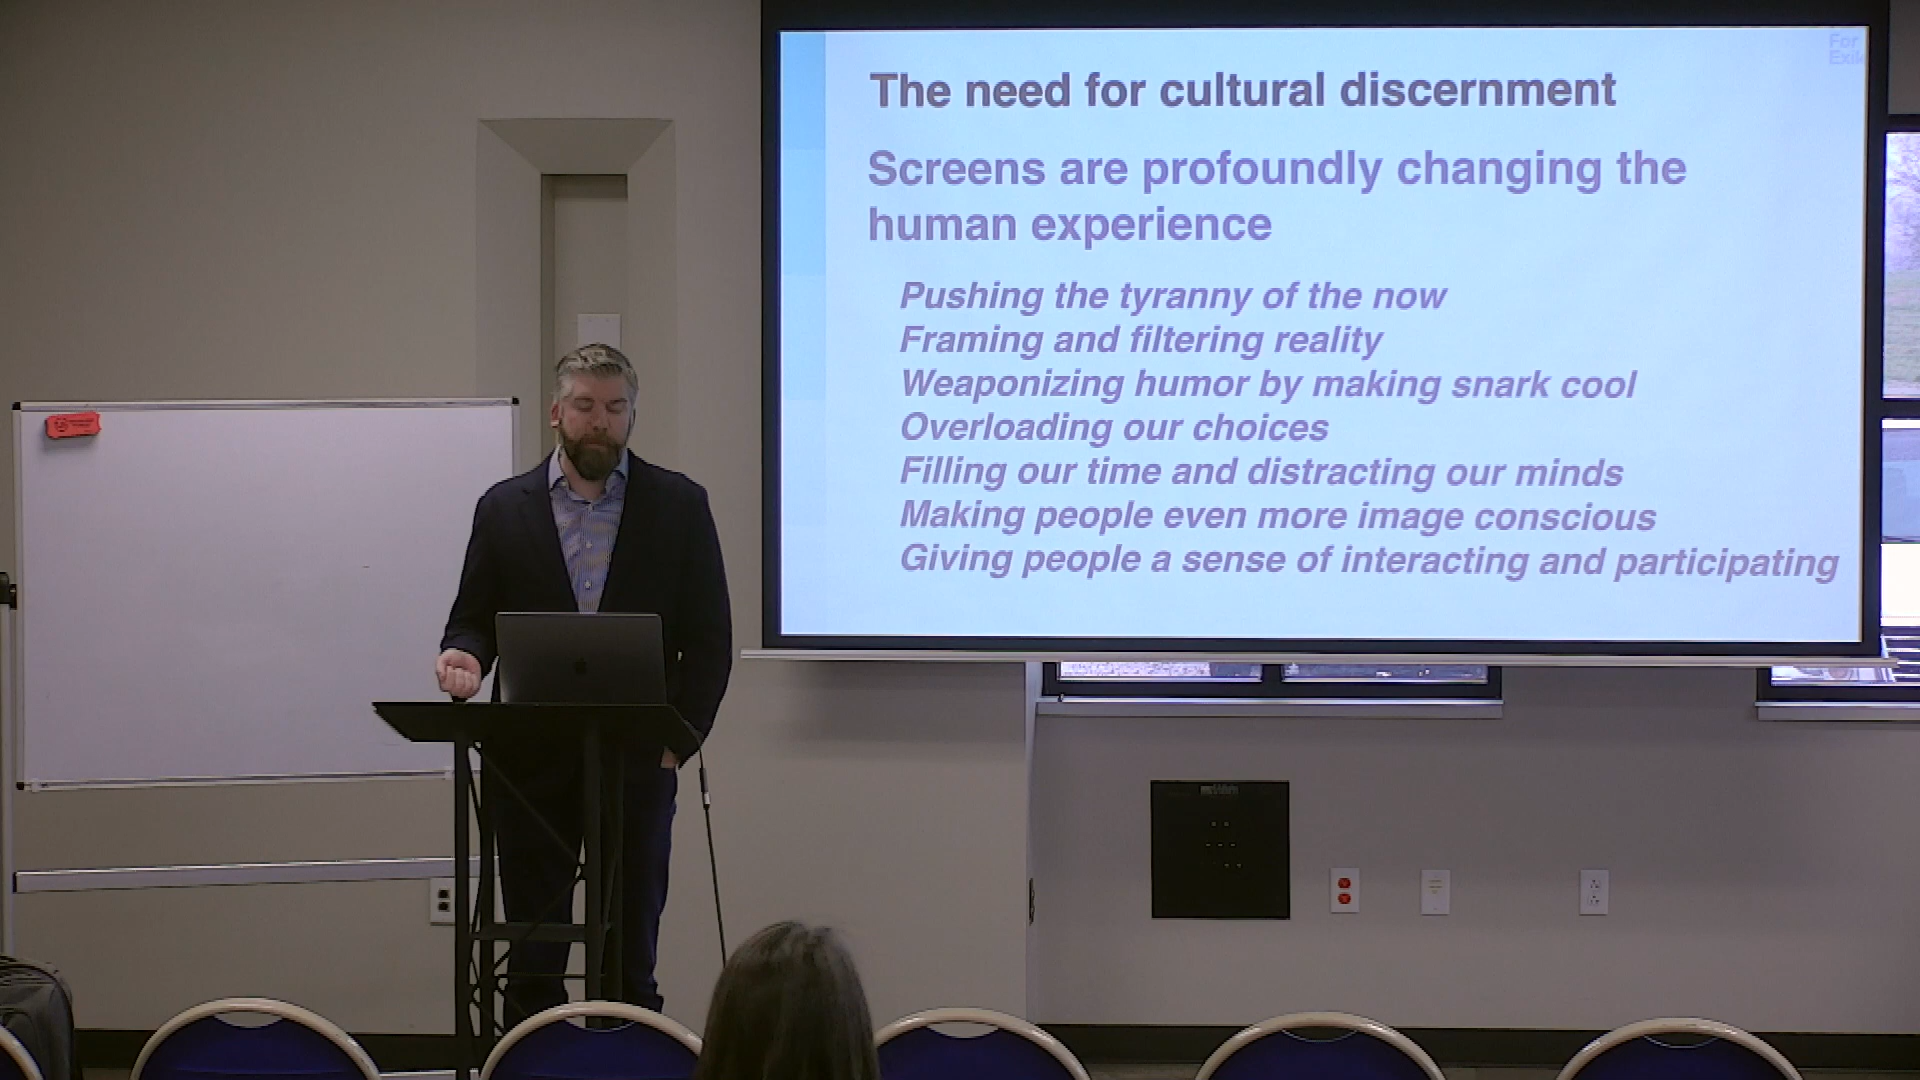 For
The need for cultural discernment
Screens are profoundly changing the
human experience
Pushing the tyranny of the now
Framing and filtering reality
Weaponizing humor by making snark cool
Overloading our choices
Filling our time and distracting our minds
Making people even more image conscious
Giving people a sense of interacting and participating